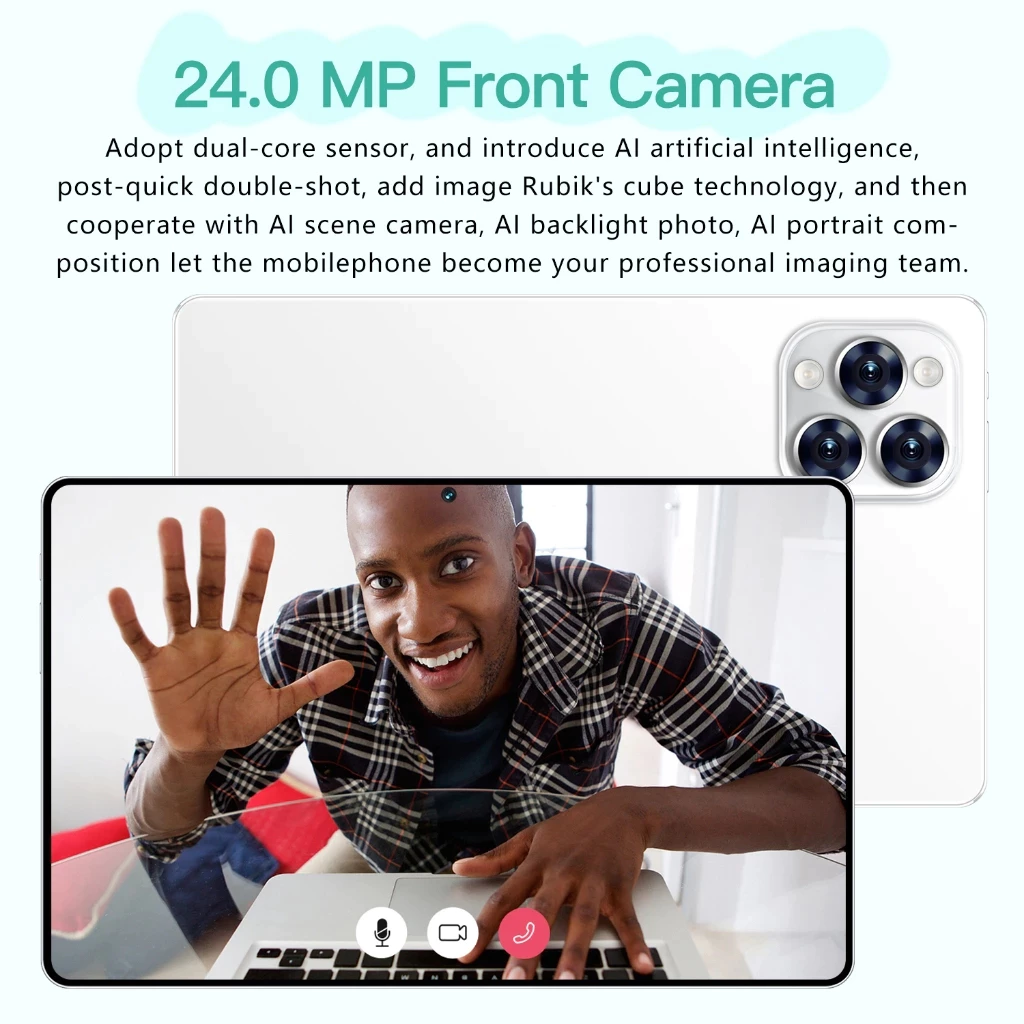 24.0 MP Front Camera
Adopt dual-core sensor, and introduce AI artificial intelligence,
post-quick double-shot, add image Rubik's cube technology, and then
cooperate with AI scene camera, AI backlight photo, AI portrait com-
position let the mobilephone become your professional imaging team.